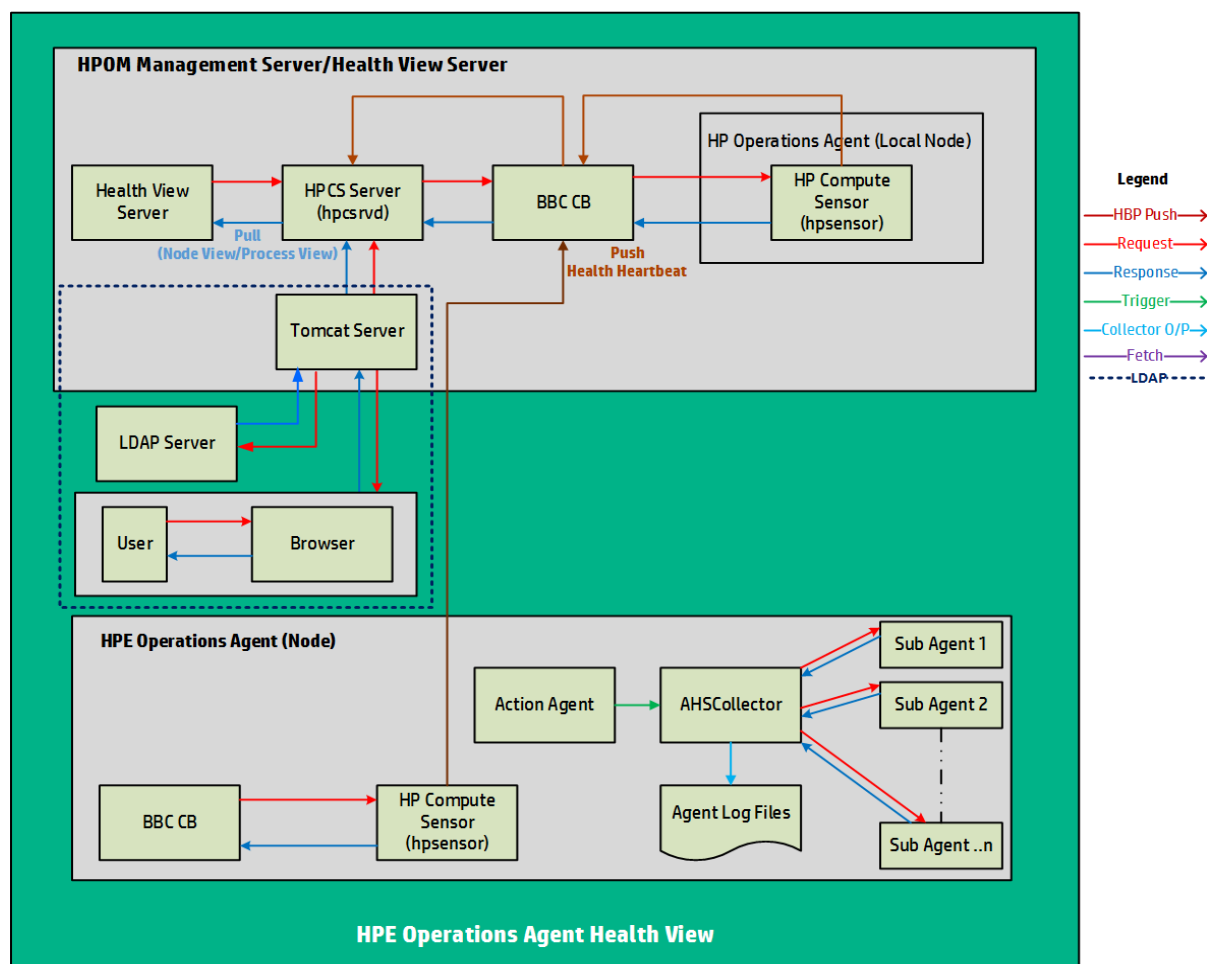 HPOM Management Server/Health View Server
HP Operations Agent (Local Node)
Health View
Server
HPCS Server
(hpcsrvd)
BBC CB
HP Compute
Sensor
(hpsensor)
Pull
(Node View/Process View)
Push
Health Heartbeat
Tomcat Server
LDAP Server
User
Browser
HPE Operations Agent (Node)
Action Agent
AHSCollector
Sub Agent 1
Sub Agent 2
Sub Agent ..n
Agent Log Files
BBC CB
HP Compute
Sensor
(hpsensor)
HPE Operations Agent Health View
Legend
HBP Push
Request
Response
Trigger
Collector O/P
Fetch
LDAP